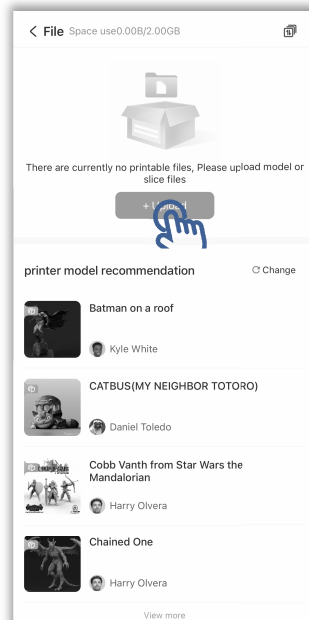 File Space use0.00B/2.00GB
There are currently no printable files, Please upload model or
slice files
+ Upload
printer model recommendation
Change
Batman on a roof
Kyle White
CATBUS(MY NEIGHBOR TOTORO)
Daniel Toledo
Cobb Vanth from Star Wars the
Mandalorian
Harry Olvera
Chained One
Harry Olvera
View more